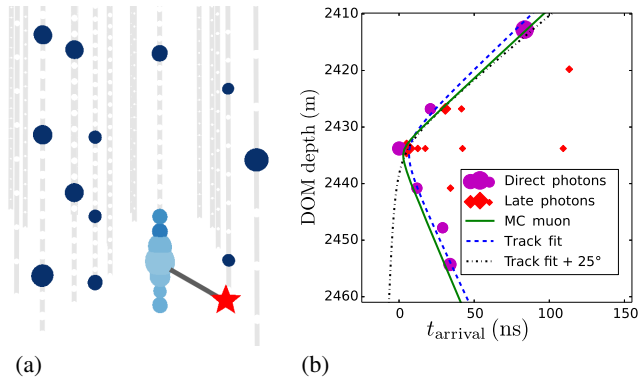 2410
2420
2430
2440
2450
2460
DOM depth (m)
Direct photons
Late photons
MC muon
Track fit
Track fit + 25°
0 50 100 150
t_arrival (ns)
(a) (b)